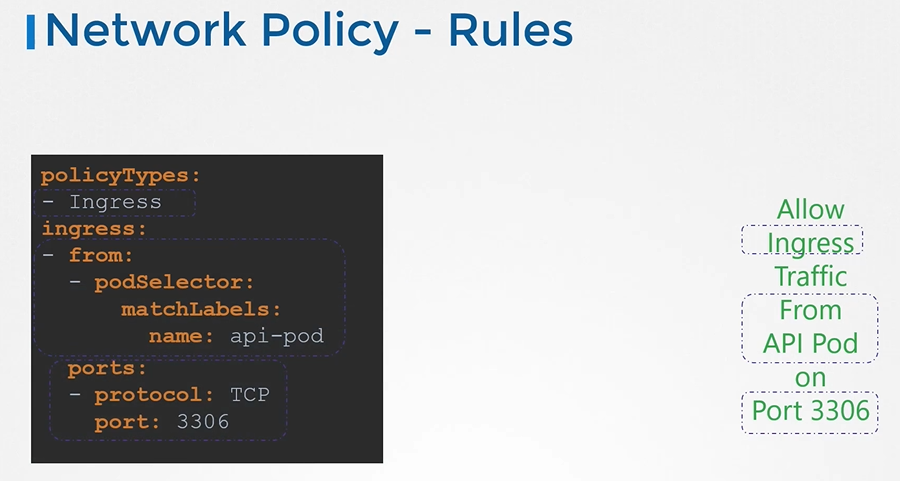 Network Policy - Rules
policyTypes:
- Ingress
ingress:
- from:
  - podSelector:
      matchLabels:
        name: api-pod
  ports:
  - protocol: TCP
    port: 3306
Allow
Ingress
Traffic
From
API Pod
on
Port 3306